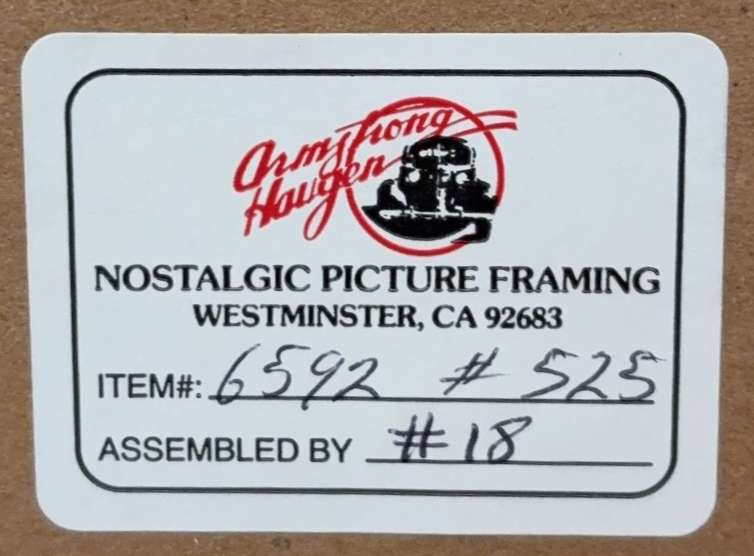 Armstrong
Haugen
NOSTALGIC PICTURE FRAMING
WESTMINSTER, CA 92683
ITEM#: 6592 # 525
ASSEMBLED BY #18